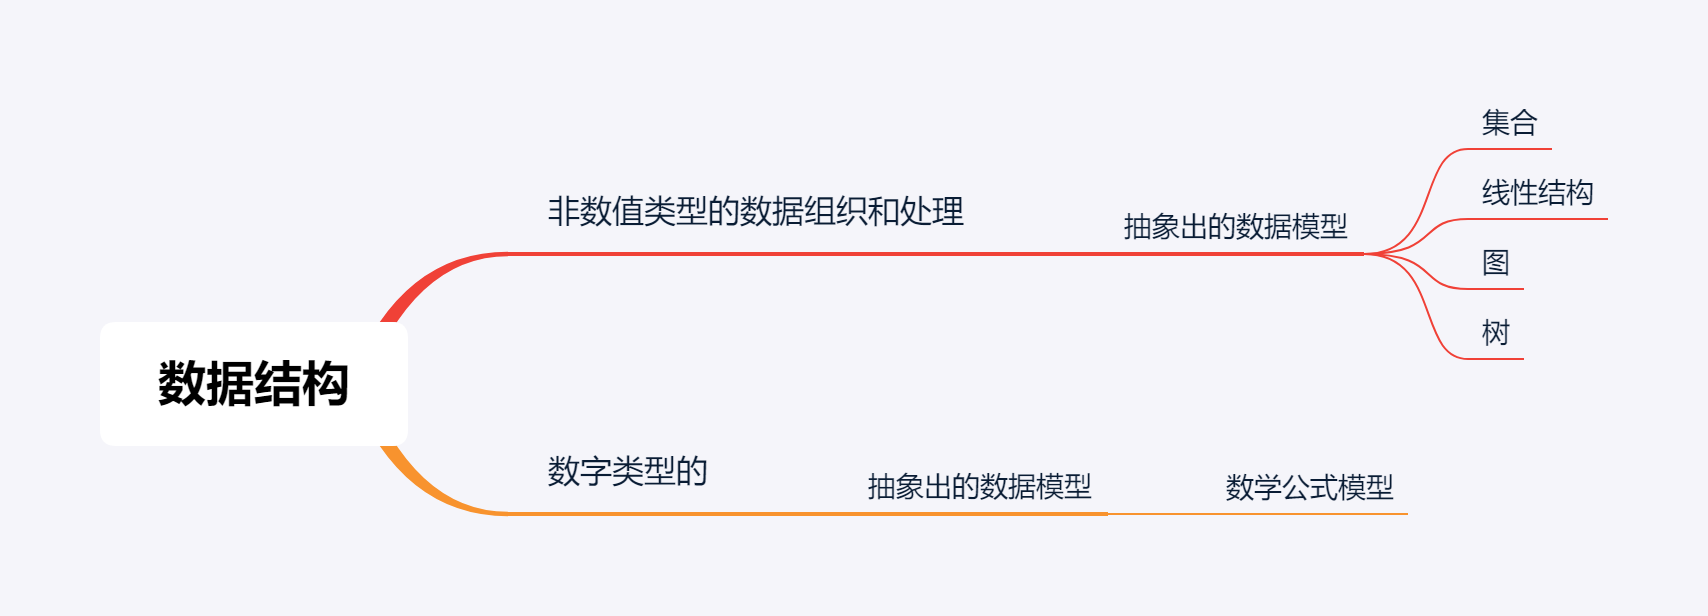 数据结构
非数值类型的数据组织和处理
抽象出的数据模型
集合
线性结构
图
树
数字类型的
抽象出的数据模型
数学公式模型